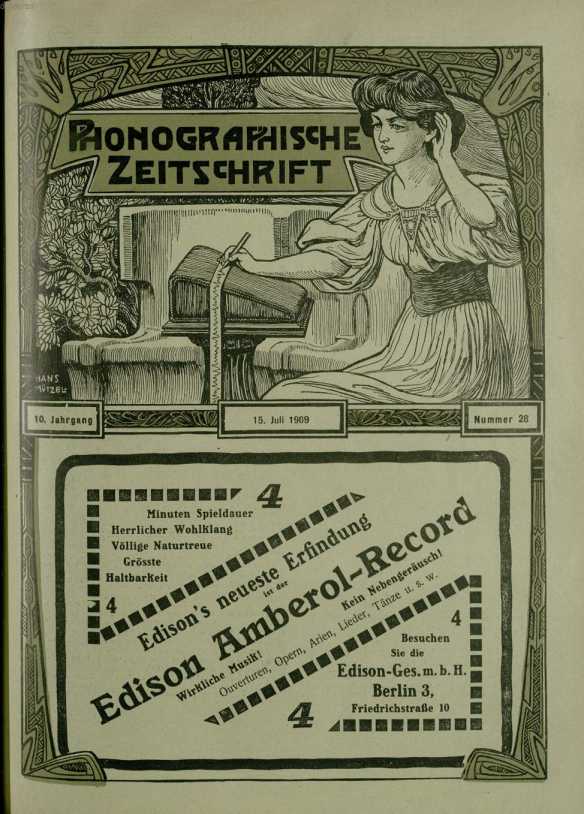 PHONOGRAPHISCHE
ZEITSCHRIFT
HANS
10. Jahrgang
15. Juli 1909
Nummer 28
4
Minuten Spieldauer
Herrlicher Wohlklang
Völlige Naturtreue
Grösste
Haltbarkeit
4
Edison's neueste Erfindung
ist der
Edison Amberol-Record
Wirkliche Musik!
Kein Nebengeräusch!
Ouverturen, Opern, Arien, Lieder, Tänze u. s. w.
4
Besuchen
Sie die
Edison-Ges. m. b. H.
Berlin 3,
Friedrichstraße 10
4